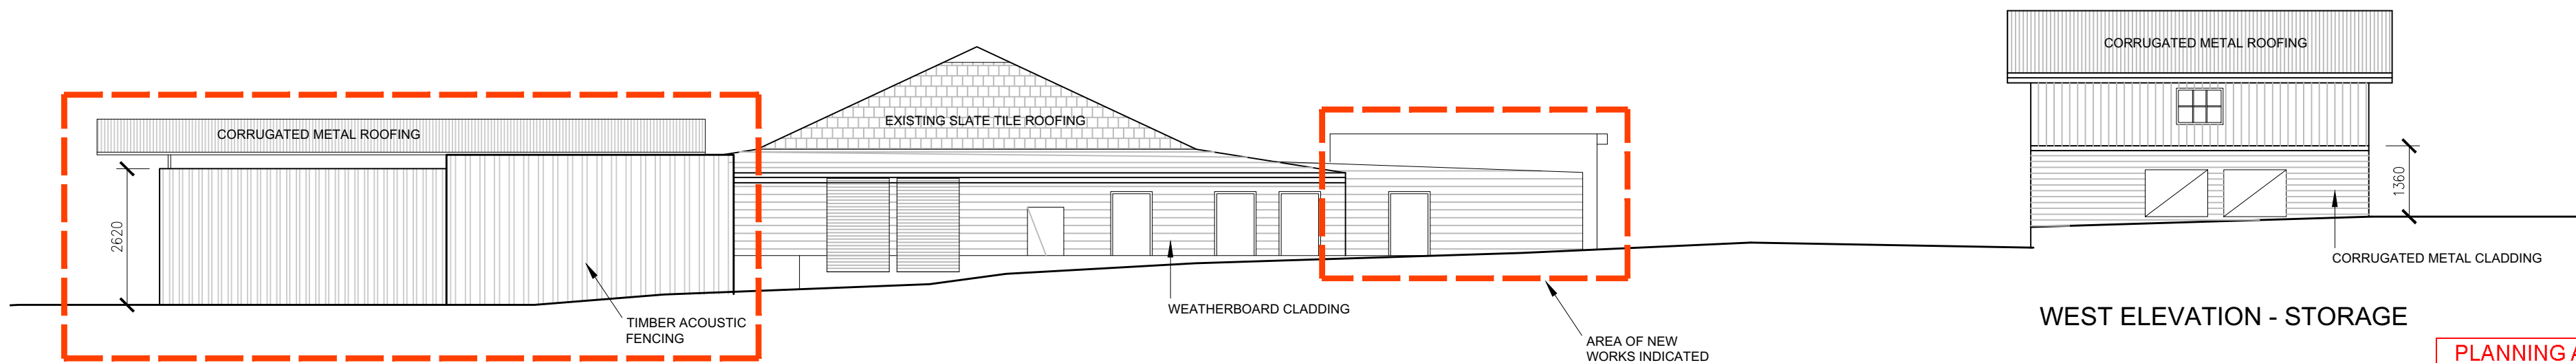 CORRUGATED METAL ROOFING
EXISTING SLATE TILE ROOFING
CORRUGATED METAL ROOFING
2620
1360
TIMBER ACOUSTIC
FENCING
WEATHERBOARD CLADDING
AREA OF NEW
WORKS INDICATED
CORRUGATED METAL CLADDING
WEST ELEVATION - STORAGE
PLANNING A